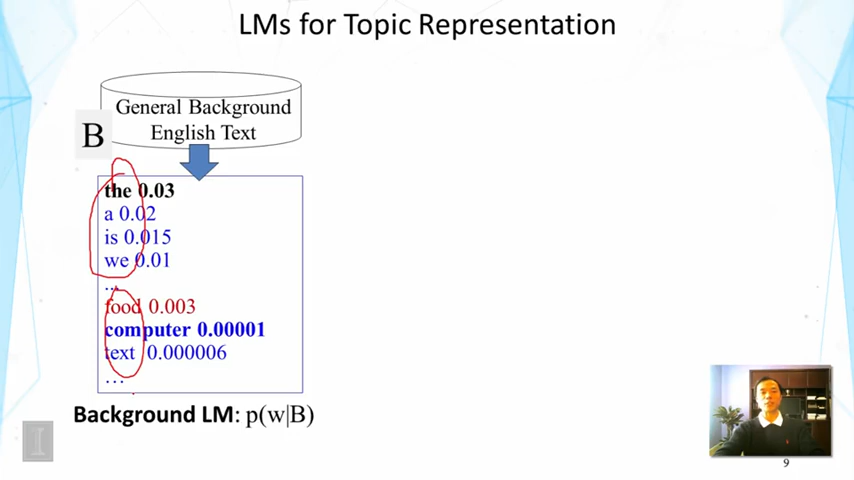 LMs for Topic Representation
General Background
English Text
B
the 0.03
a 0.02
is 0.015
we 0.01
...
food 0.003
computer 0.00001
text 0.000006
...
Background LM: p(w|B)
I
9